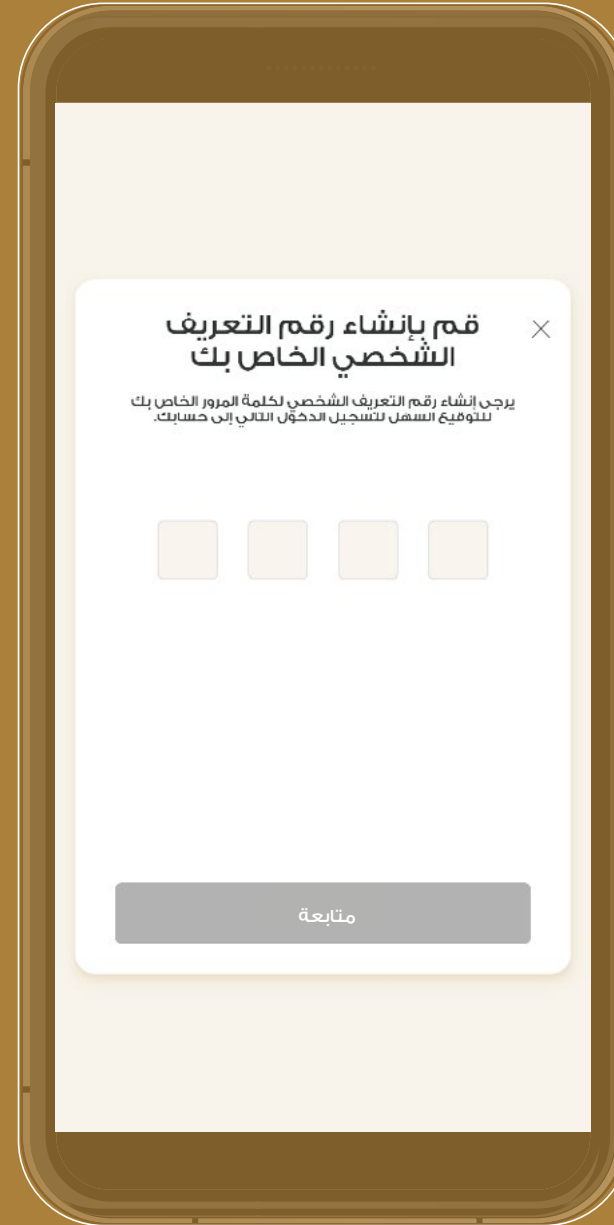 قم بإنشاء رقم التعريف
الشخصي الخاص بك
يرجى إنشاء رقم التعريف الشخصي لكلمة المرور الخاص بك
للتوقيع السهل لتسجيل الدخول التالي إلى حسابك.
متابعة